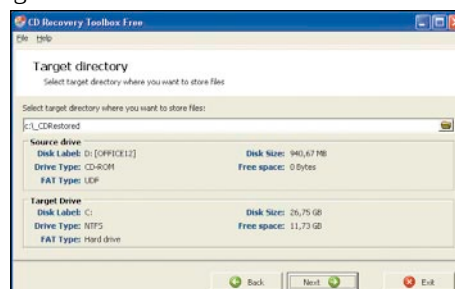 CD Recovery Toolbox Free
File Help
Target directory
Select target directory where you want to store files
Select target directory where you want to store files:
c:\_CDRestored
Source drive
Disk Label: D: [OFFICE12] Disk Size: 940,67 MB
Drive Type: CD-ROM Free space: 0 Bytes
FAT Type: UDF
Target Drive
Disk Label: C: Disk Size: 26,75 GB
Drive Type: NTFS Free space: 11,73 GB
FAT Type: Hard drive
Back Next Exit